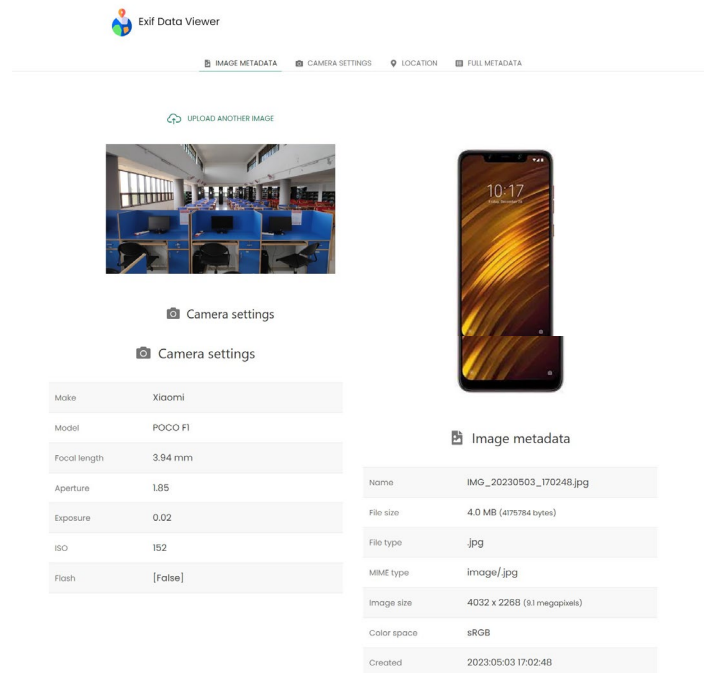 Exif Data Viewer
IMAGE METADATA CAMERA SETTINGS LOCATION FULL METADATA
UPLOAD ANOTHER IMAGE
10:17
Camera settings
Camera settings
Make Xiaomi
Model POCO F1
Focal length 3.94 mm
Aperture 1.85
Exposure 0.02
ISO 152
Flash [False]
Image metadata
Name IMG_20230503_170248.jpg
File size 4.0 MB (4175784 bytes)
File type .jpg
MIME type image/.jpg
Image size 4032 x 2268 (9.1 megapixels)
Color space sRGB
Created 2023:05:03 17:02:48